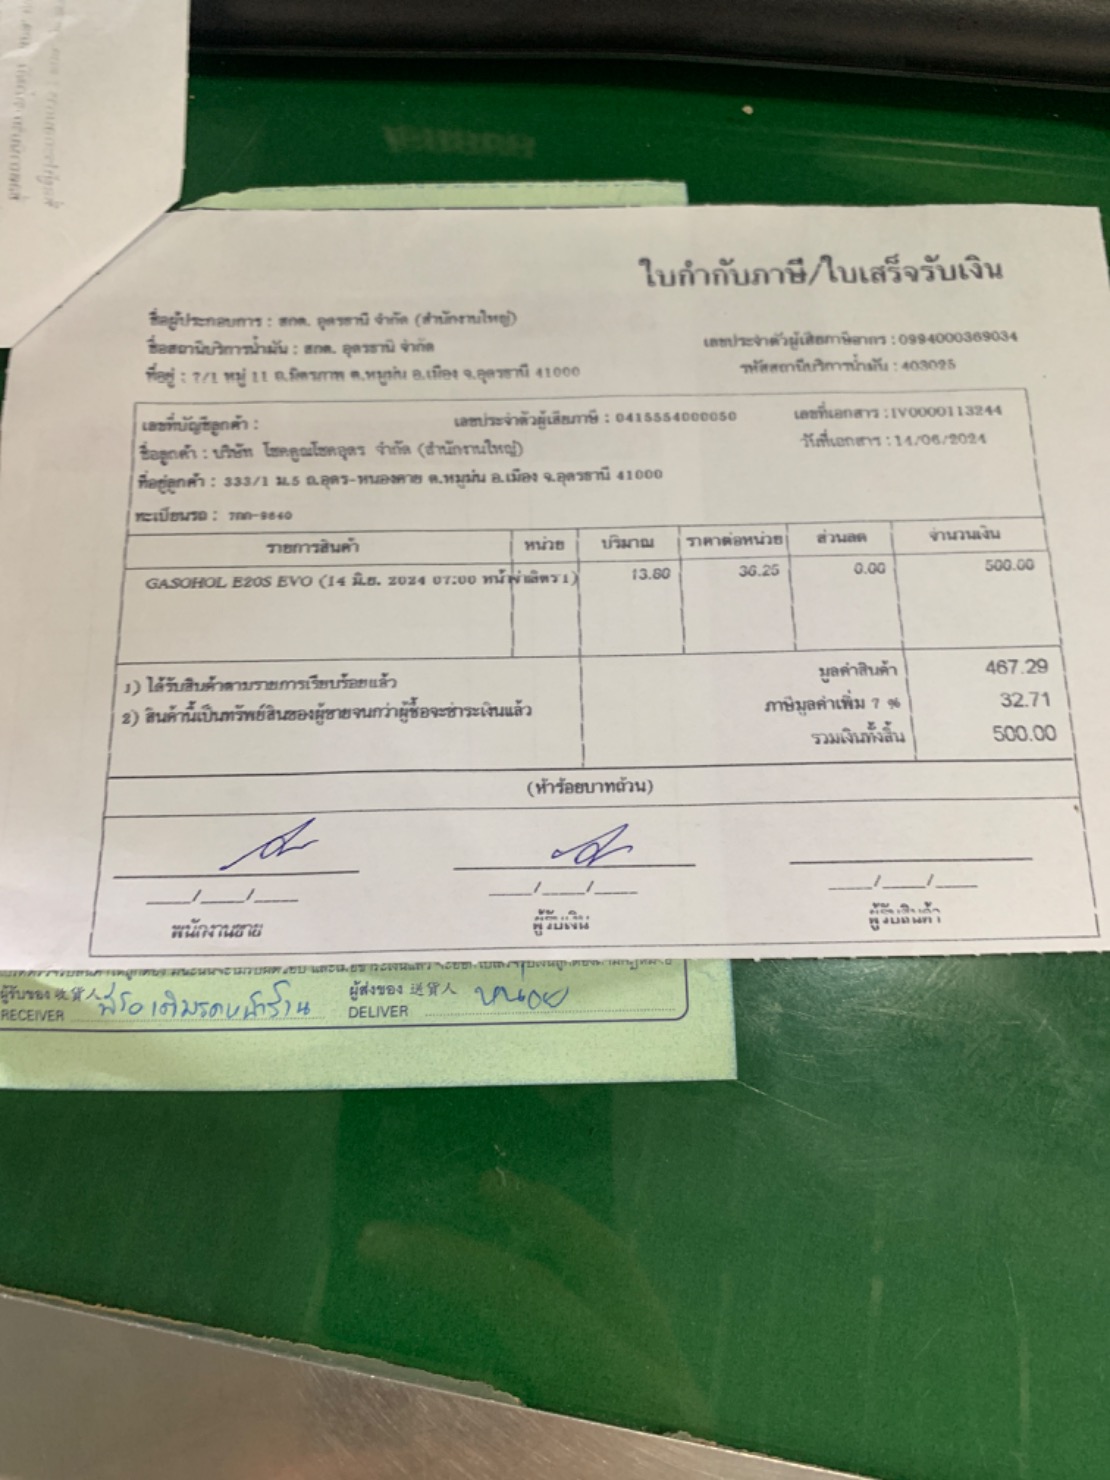 ใบกำกับภาษี/ใบเสร็จรับเงิน
ชื่อผู้ประกอบการ : สกต. อุดรธานี จำกัด (สำนักงานใหญ่)
ชื่อสถานีบริการน้ำมัน : สกต. อุดรธานี จำกัด
เลขประจำตัวผู้เสียภาษีอากร : 0994000369034
ที่อยู่ : 7/1 หมู่ 11 ถ.มิตรภาพ ต.หมูม่น อ.เมือง จ.อุดรธานี 41000
รหัสสถานีบริการน้ำมัน : 403025
เลขที่บัญชีลูกค้า : เลขประจำตัวผู้เสียภาษี : 0415554000050 เลขที่เอกสาร : IV0000113244
ชื่อลูกค้า : บริษัท โชคคูณโชคอุดร จำกัด (สำนักงานใหญ่) วันที่เอกสาร : 14/06/2024
ที่อยู่ลูกค้า : 333/1 ม.5 ถ.อุดร-หนองคาย ต.หมูม่น อ.เมือง จ.อุดรธานี 41000
ทะเบียนรถ :
รายการสินค้า หน่วย ปริมาณ ราคาต่อหน่วย ส่วนลด จำนวนเงิน
GASOHOL E20S EVO (14 มิ.ย. 2024 07:00 13.80 36.25 0.00 500.00
1) ได้รับสินค้าตามรายการเรียบร้อยแล้ว
มูลค่าสินค้า 467.29
2) สินค้านี้เป็นทรัพย์สินของผู้ขายจนกว่าผู้ซื้อจะชำระเงินแล้ว
ภาษีมูลค่าเพิ่ม 7 % 32.71
รวมเงินทั้งสิ้น 500.00
(ห้าร้อยบาทถ้วน)
____/____/____ ____/____/____ ____/____/____
พนักงานขาย ผู้รับเงิน ผู้รับสินค้า
ผู้รับของ 收貨人 ผู้ส่งของ 送貨人 หน่อย
RECEIVER DELIVER